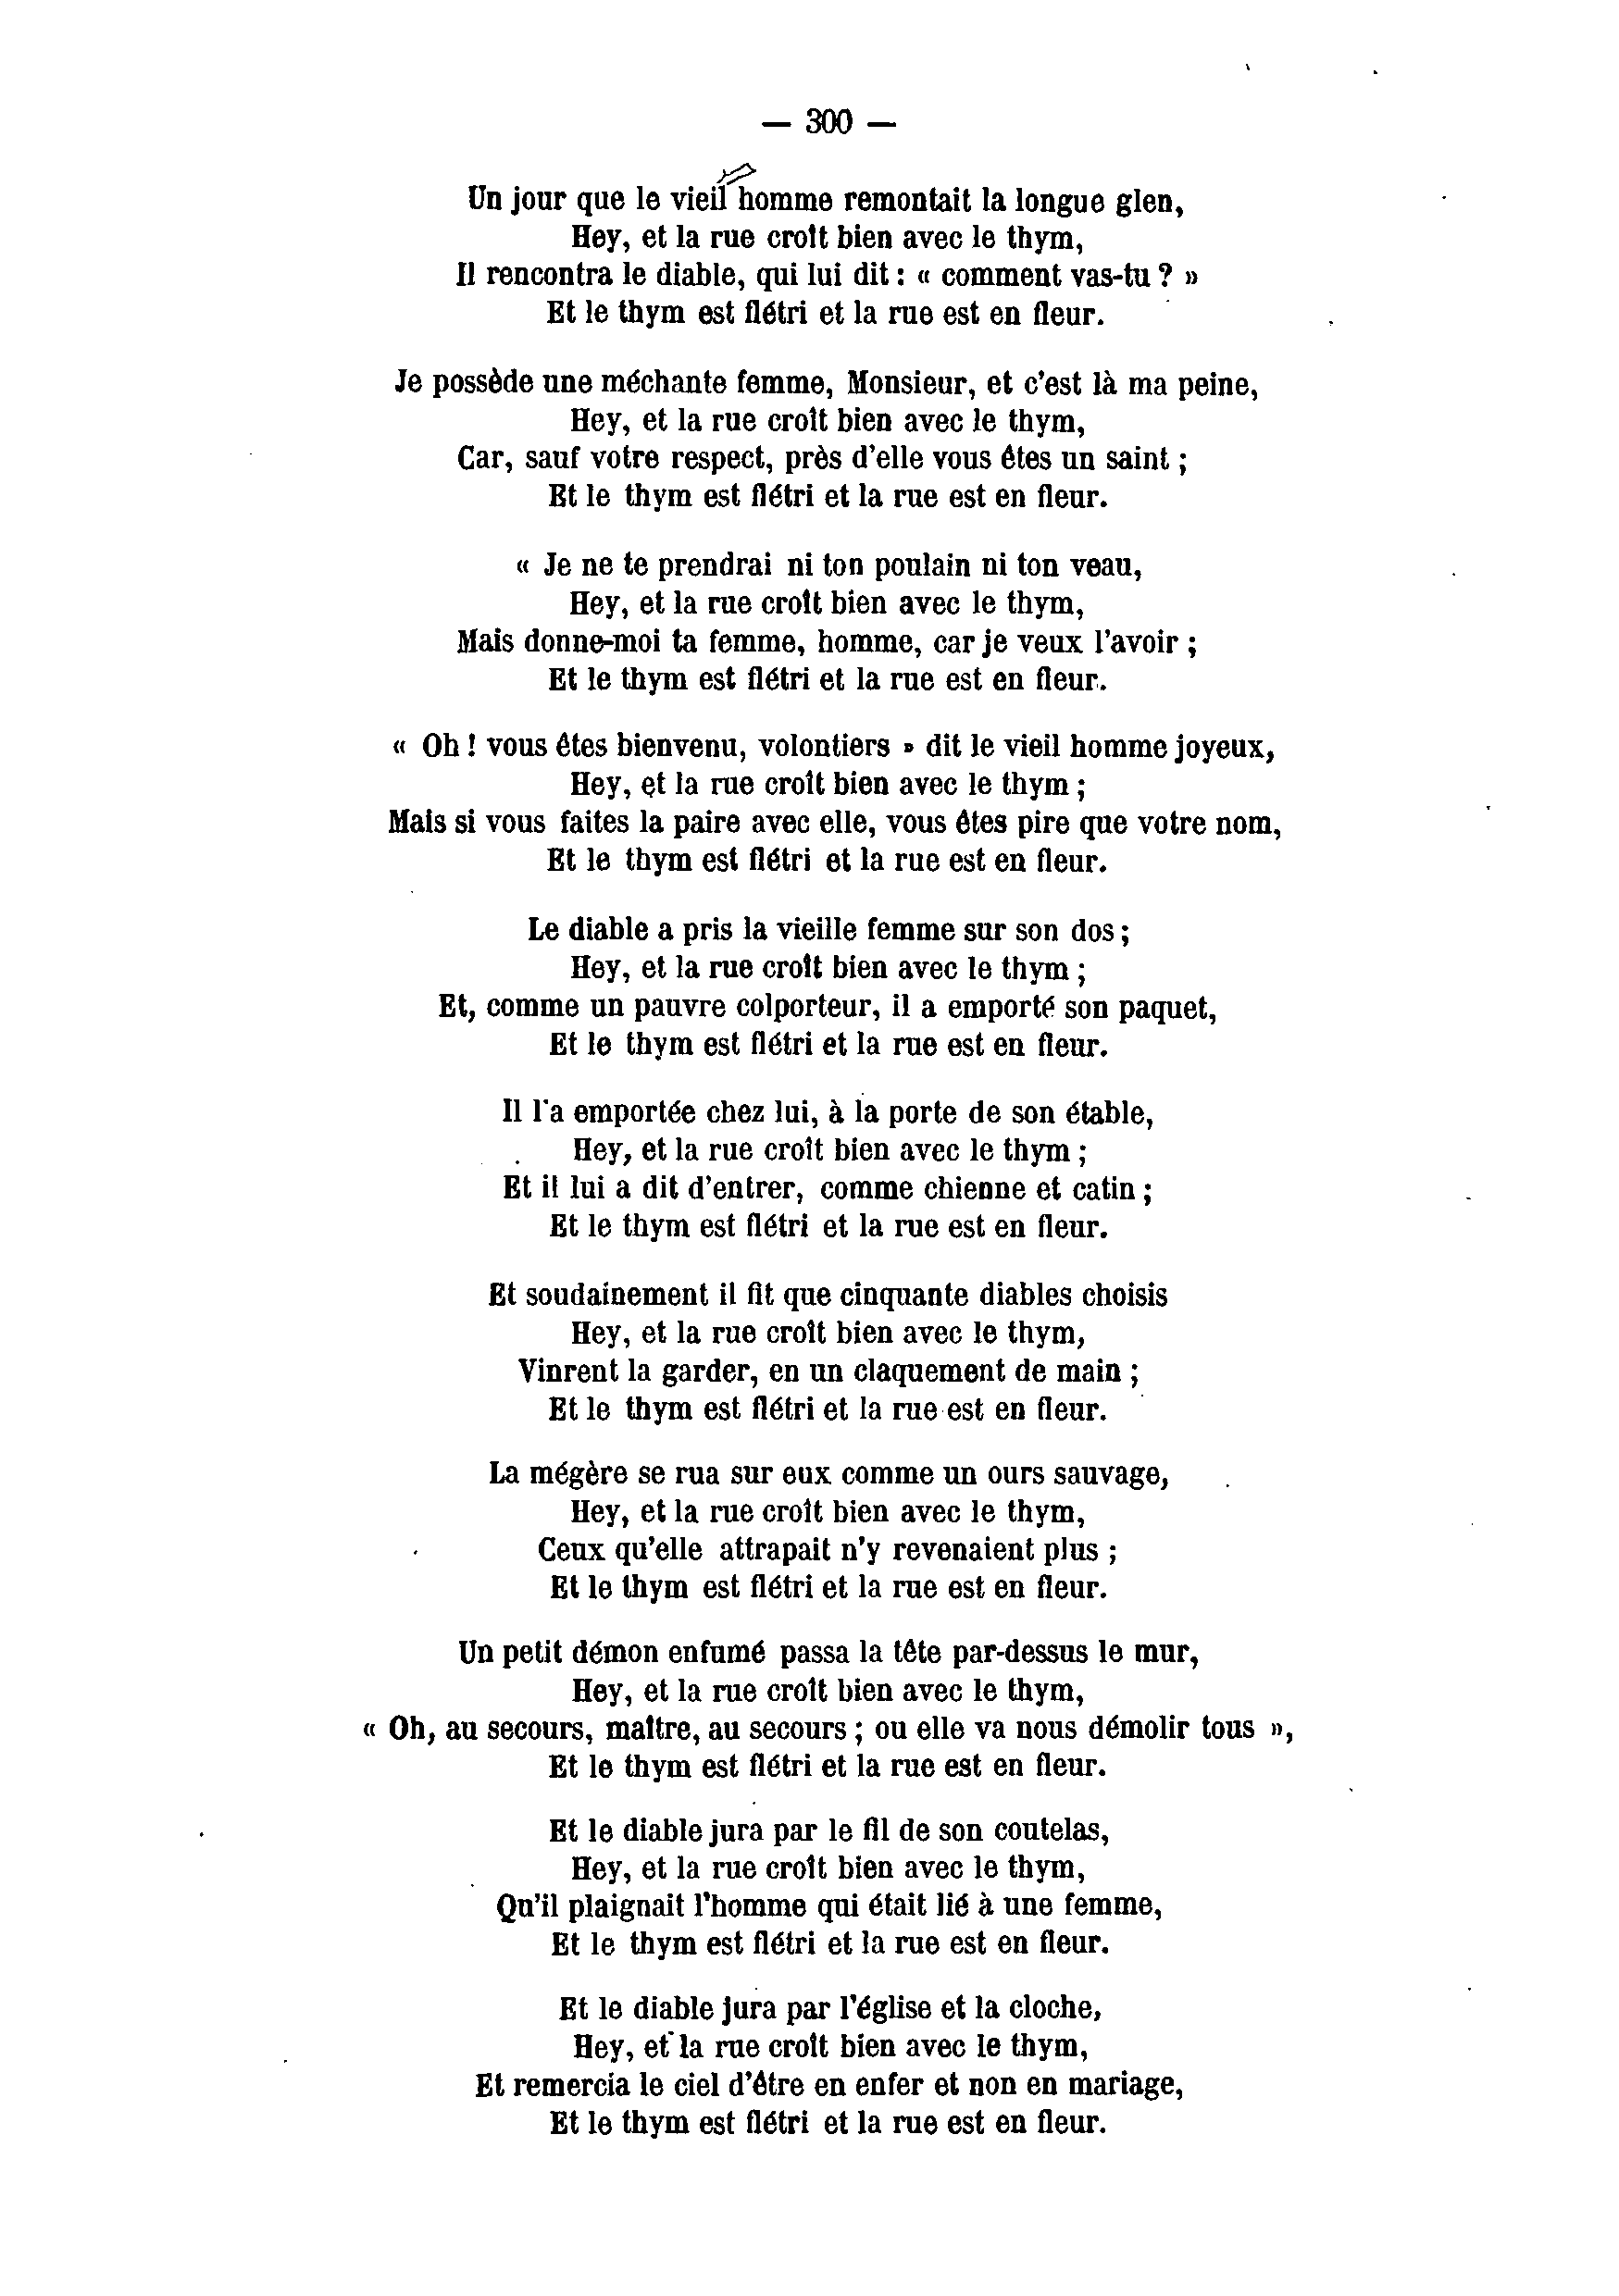 — 300 —
Un jour que le vieil homme remontait la longue glen,
Hey, et la rue croît bien avec le thym,
Il rencontra le diable, qui lui dit : « comment vas-tu ? »
Et le thym est flétri et la rue est en fleur.
Je possède une méchante femme, Monsieur, et c'est là ma peine,
Hey, et la rue croît bien avec le thym,
Car, sauf votre respect, près d'elle vous êtes un saint ;
Et le thym est flétri et la rue est en fleur.
« Je ne te prendrai ni ton poulain ni ton veau,
Hey, et la rue croît bien avec le thym,
Mais donne-moi ta femme, homme, car je veux l'avoir ;
Et le thym est flétri et la rue est en fleur.
« Oh ! vous êtes bienvenu, volontiers » dit le vieil homme joyeux,
Hey, et la rue croît bien avec le thym ;
Mais si vous faites la paire avec elle, vous êtes pire que votre nom,
Et le thym est flétri et la rue est en fleur.
Le diable a pris la vieille femme sur son dos ;
Hey, et la rue croît bien avec le thym ;
Et, comme un pauvre colporteur, il a emporté son paquet,
Et le thym est flétri et la rue est en fleur.
Il l'a emportée chez lui, à la porte de son étable,
Hey, et la rue croît bien avec le thym ;
Et il lui a dit d'entrer, comme chienne et catin ;
Et le thym est flétri et la rue est en fleur.
Et soudainement il fit que cinquante diables choisis
Hey, et la rue croît bien avec le thym,
Vinrent la garder, en un claquement de main ;
Et le thym est flétri et la rue est en fleur.
La mégère se rua sur eux comme un ours sauvage,
Hey, et la rue croît bien avec le thym,
Ceux qu'elle attrapait n'y revenaient plus ;
Et le thym est flétri et la rue est en fleur.
Un petit démon enfumé passa la tête par-dessus le mur,
Hey, et la rue croît bien avec le thym,
« Oh, au secours, maître, au secours ; ou elle va nous démolir tous »,
Et le thym est flétri et la rue est en fleur.
Et le diable jura par le fil de son coutelas,
Hey, et la rue croît bien avec le thym,
Qu'il plaignait l'homme qui était lié à une femme,
Et le thym est flétri et la rue est en fleur.
Et le diable jura par l'église et la cloche,
Hey, et la rue croît bien avec le thym,
Et remercia le ciel d'être en enfer et non en mariage,
Et le thym est flétri et la rue est en fleur.